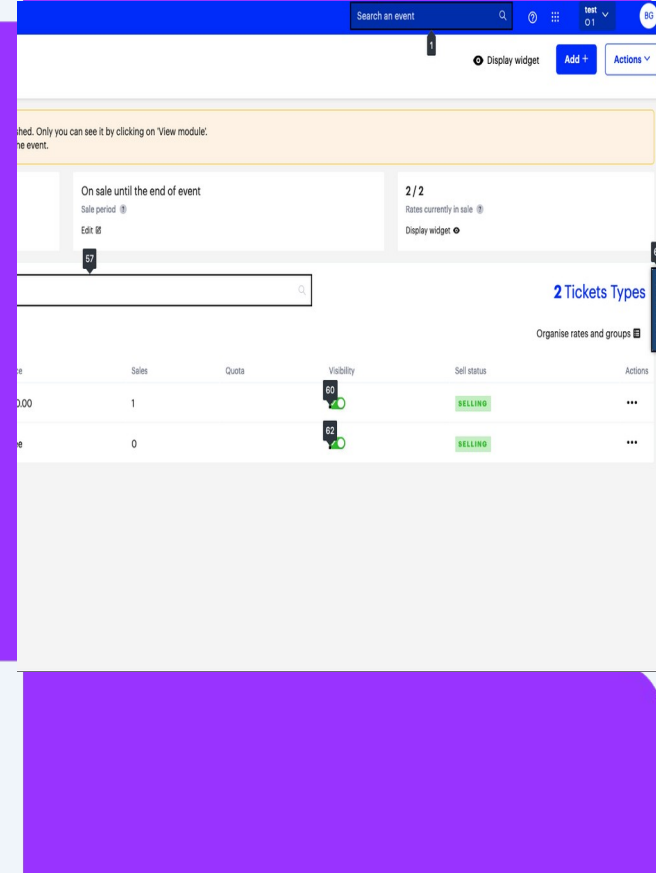 Search an event
test
O 1
BG
1
Display widget
Add +
Actions
shed. Only you can see it by clicking on 'View module'.
he event.
On sale until the end of event
Sale period ?
Edit
2 / 2
Rates currently in sale ?
Display widget
57
2 Tickets Types
Organise rates and groups
Sales Quota Visibility Sell status Actions
60
0.00 1 SELLING •••
62
0 SELLING •••